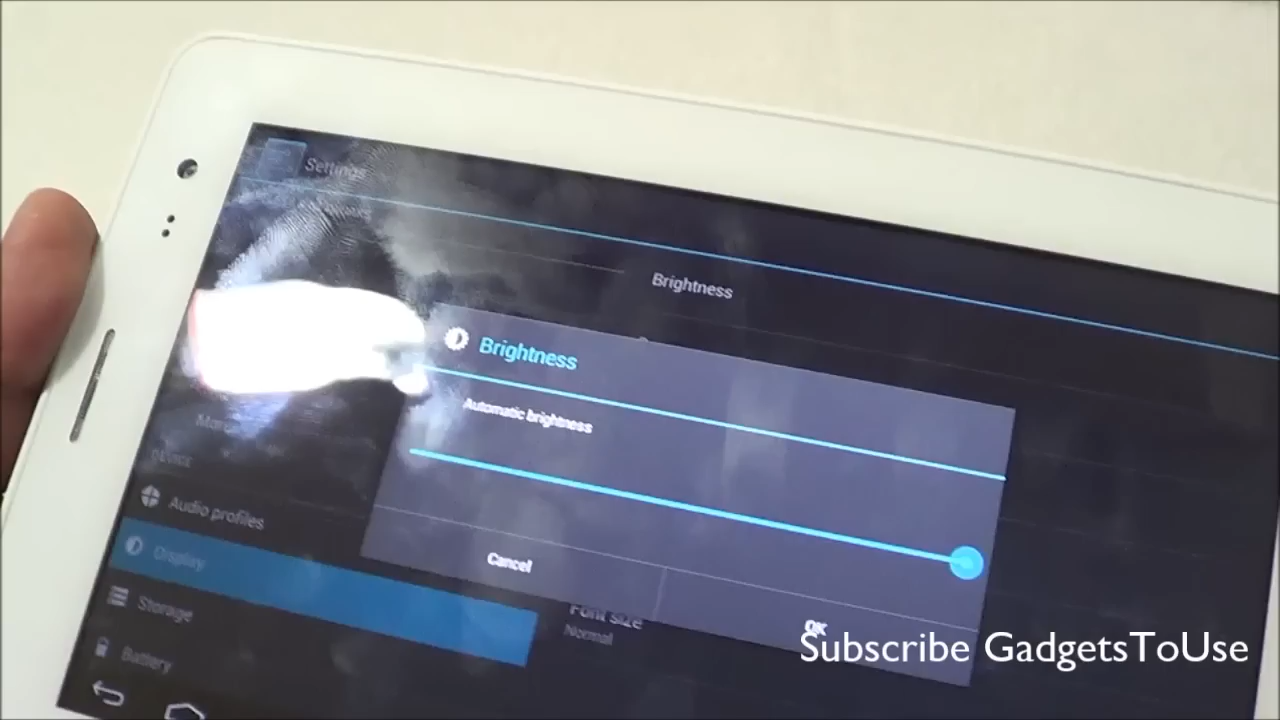 Settings
Brightness
Brightness
Automatic brightness
Audio profiles
Display
Cancel
Storage
Font size
Normal
OK
Battery
Subscribe GadgetsToUse